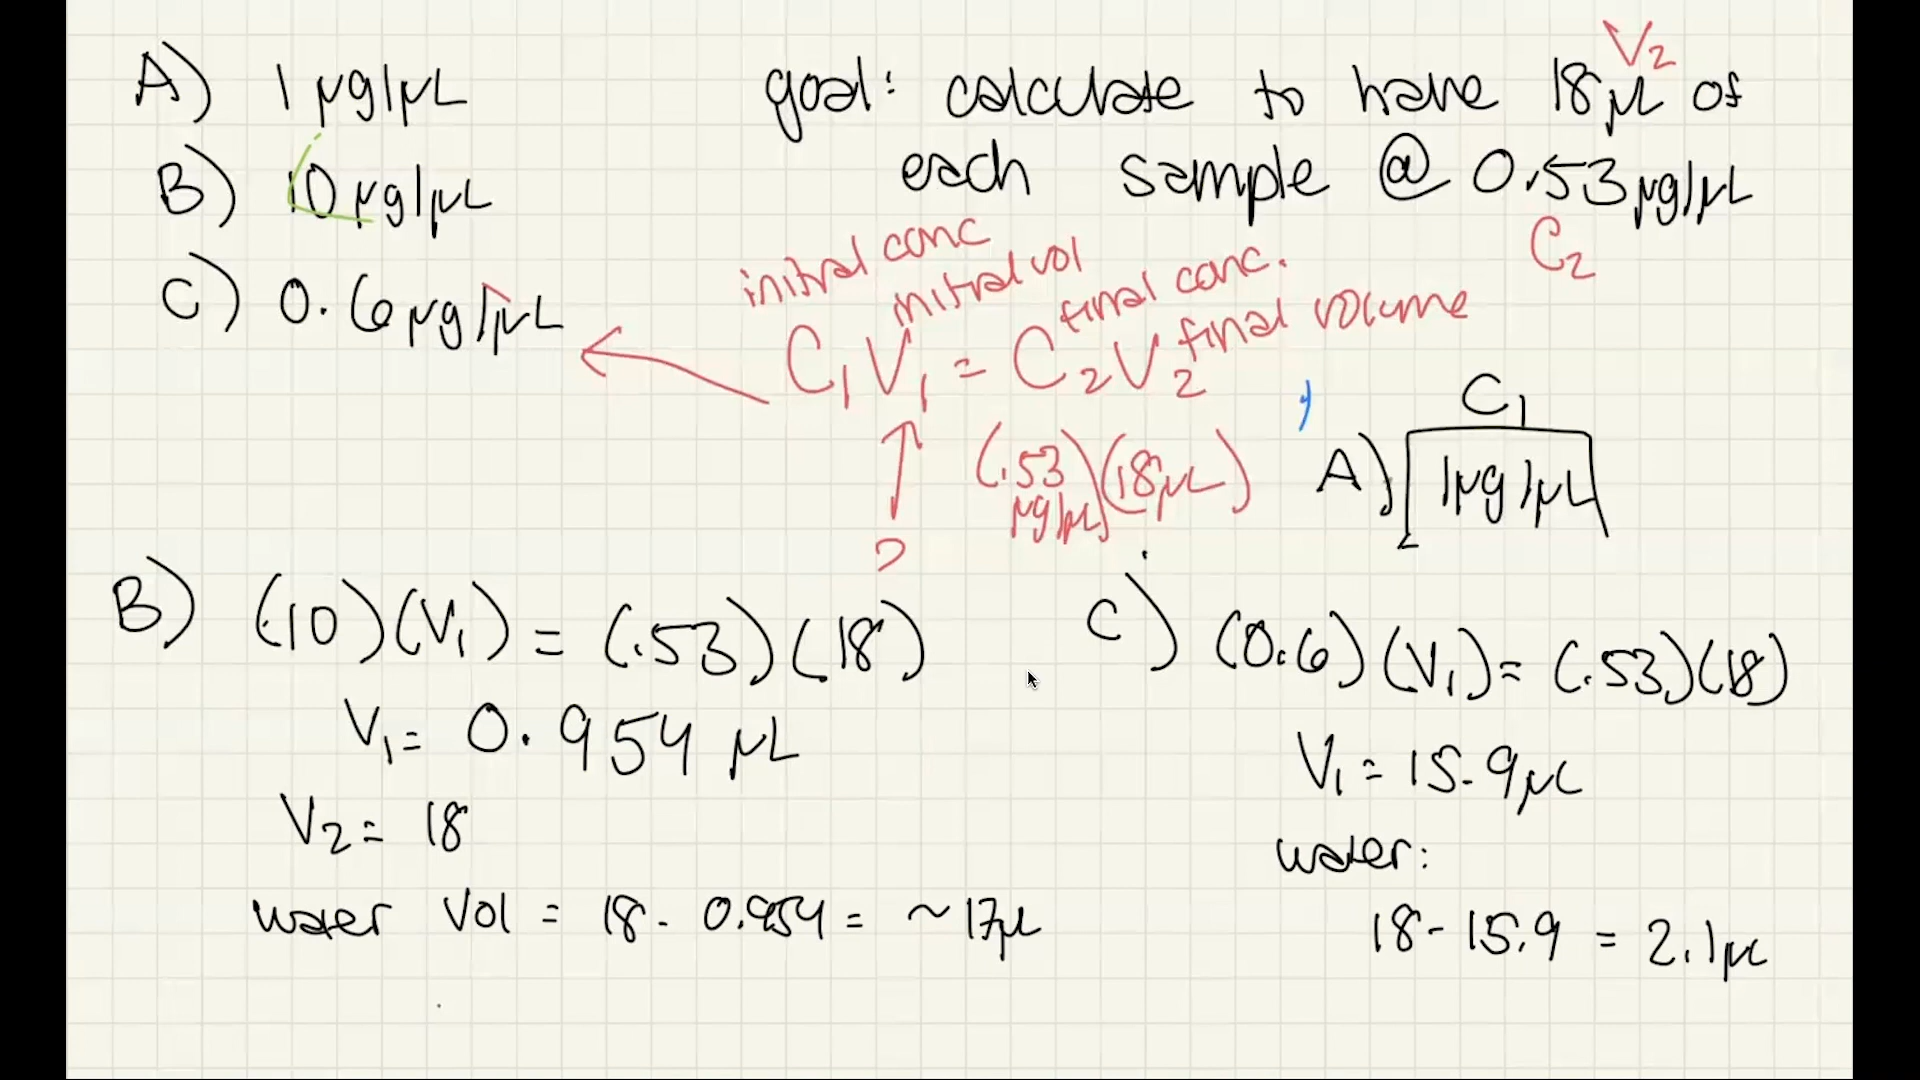 A) 1 μg/μL
B) 10 μg/μL
C) 0.6 μg/μL
V2
goal: calculate to have 18 μL of
each sample @ 0.53 μg/μL
C2
initial conc
initial vol
final conc.
final volume
C1V1 = C2V2
(.53 μg/μL)(18μL)
?
C1
A) 1μg/μL
B) (10)(V1) = (.53)(18)
V1 = 0.954 μL
V2 = 18
water vol = 18 - 0.954 = ~17μL
C) (0.6)(V1) = (.53)(18)
V1 = 15.9μL
water:
18 - 15.9 = 2.1μL